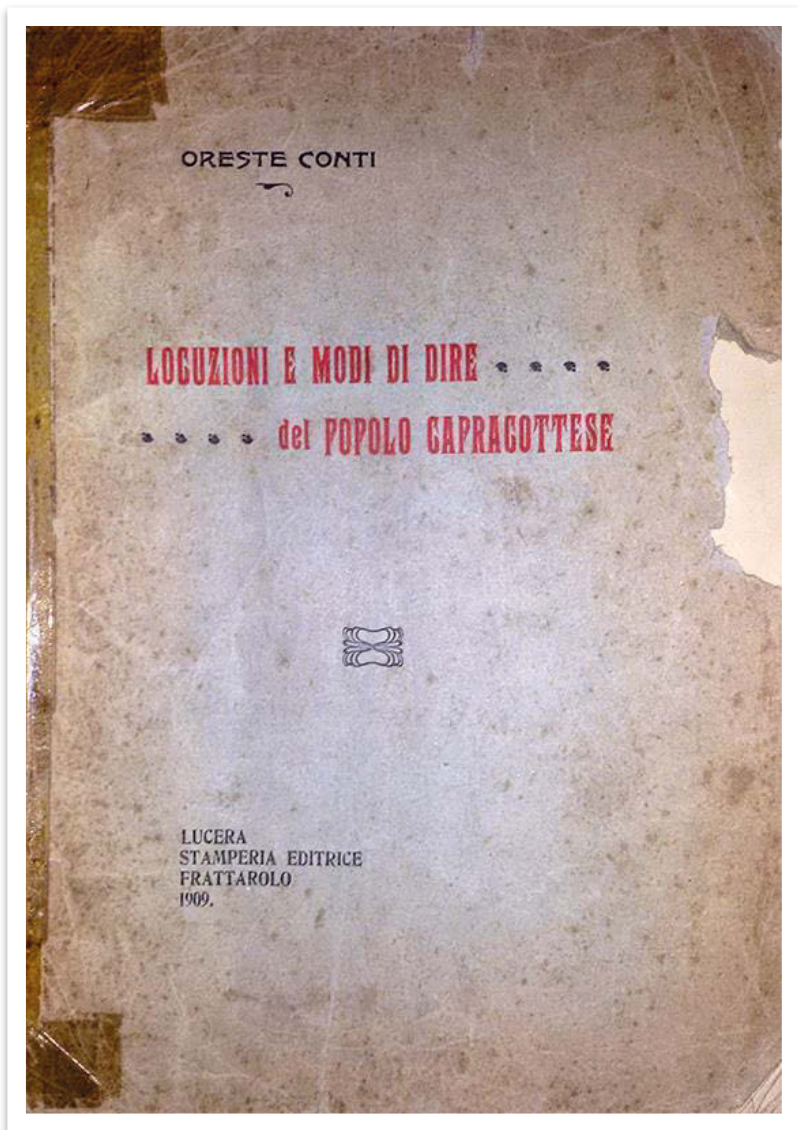 ORESTE CONTI
LOCUZIONI E MODI DI DIRE
del POPOLO CAPRACOTTESE
LUCERA
STAMPERIA EDITRICE
FRATTAROLO
1909.